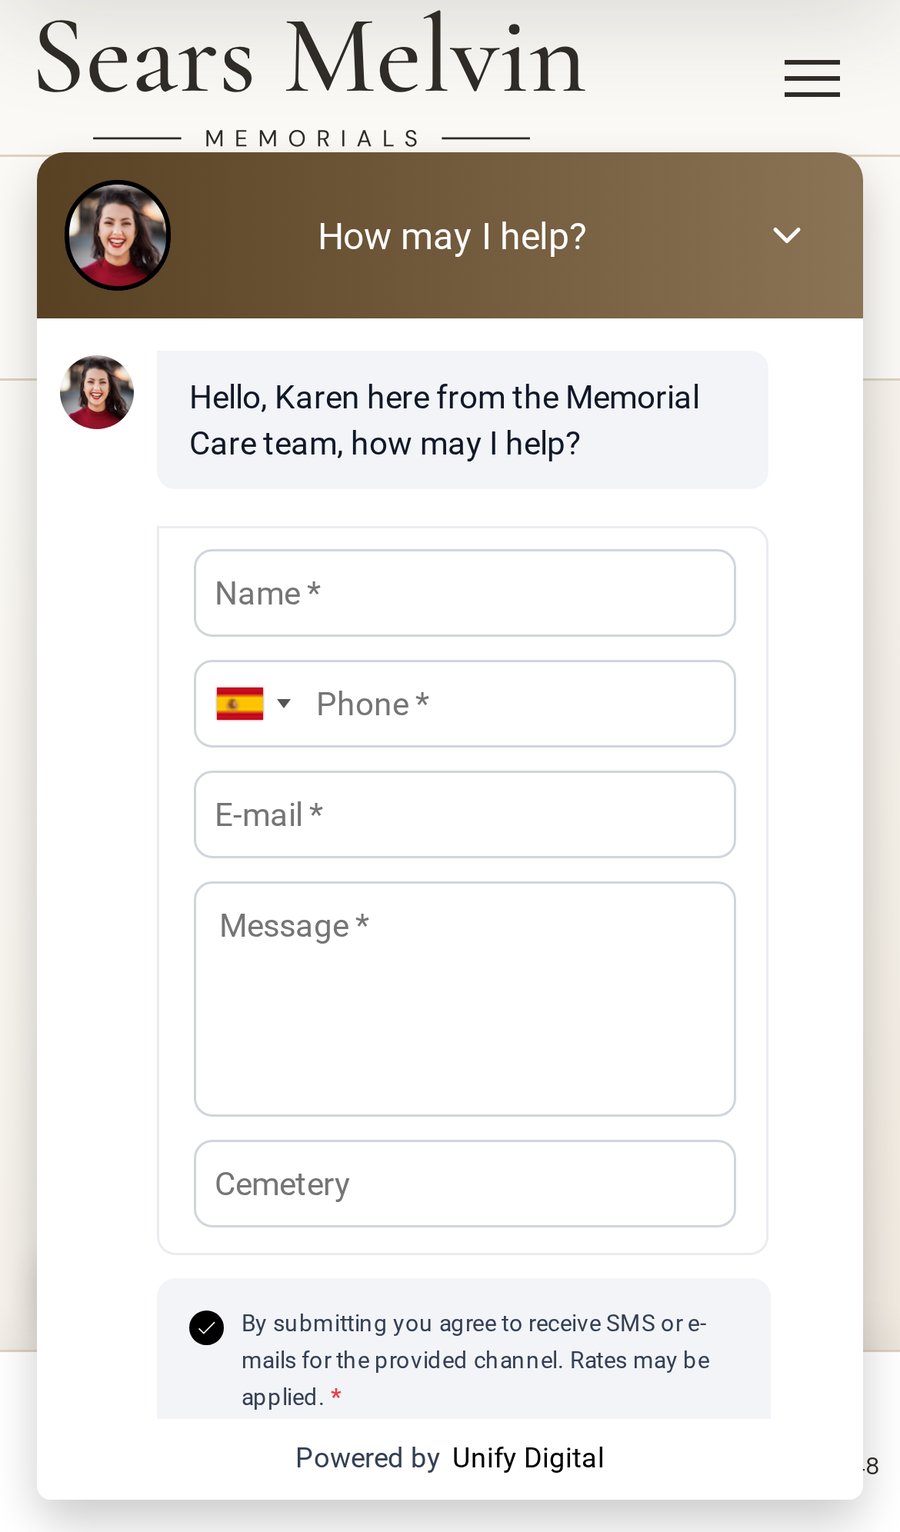 Sears Melvin
MEMORIALS
How may I help?
Hello, Karen here from the Memorial
Care team, how may I help?
Name *
Phone *
E-mail *
Message *
Cemetery
By submitting you agree to receive SMS or e-
mails for the provided channel. Rates may be
applied. *
Powered by Unify Digital
48